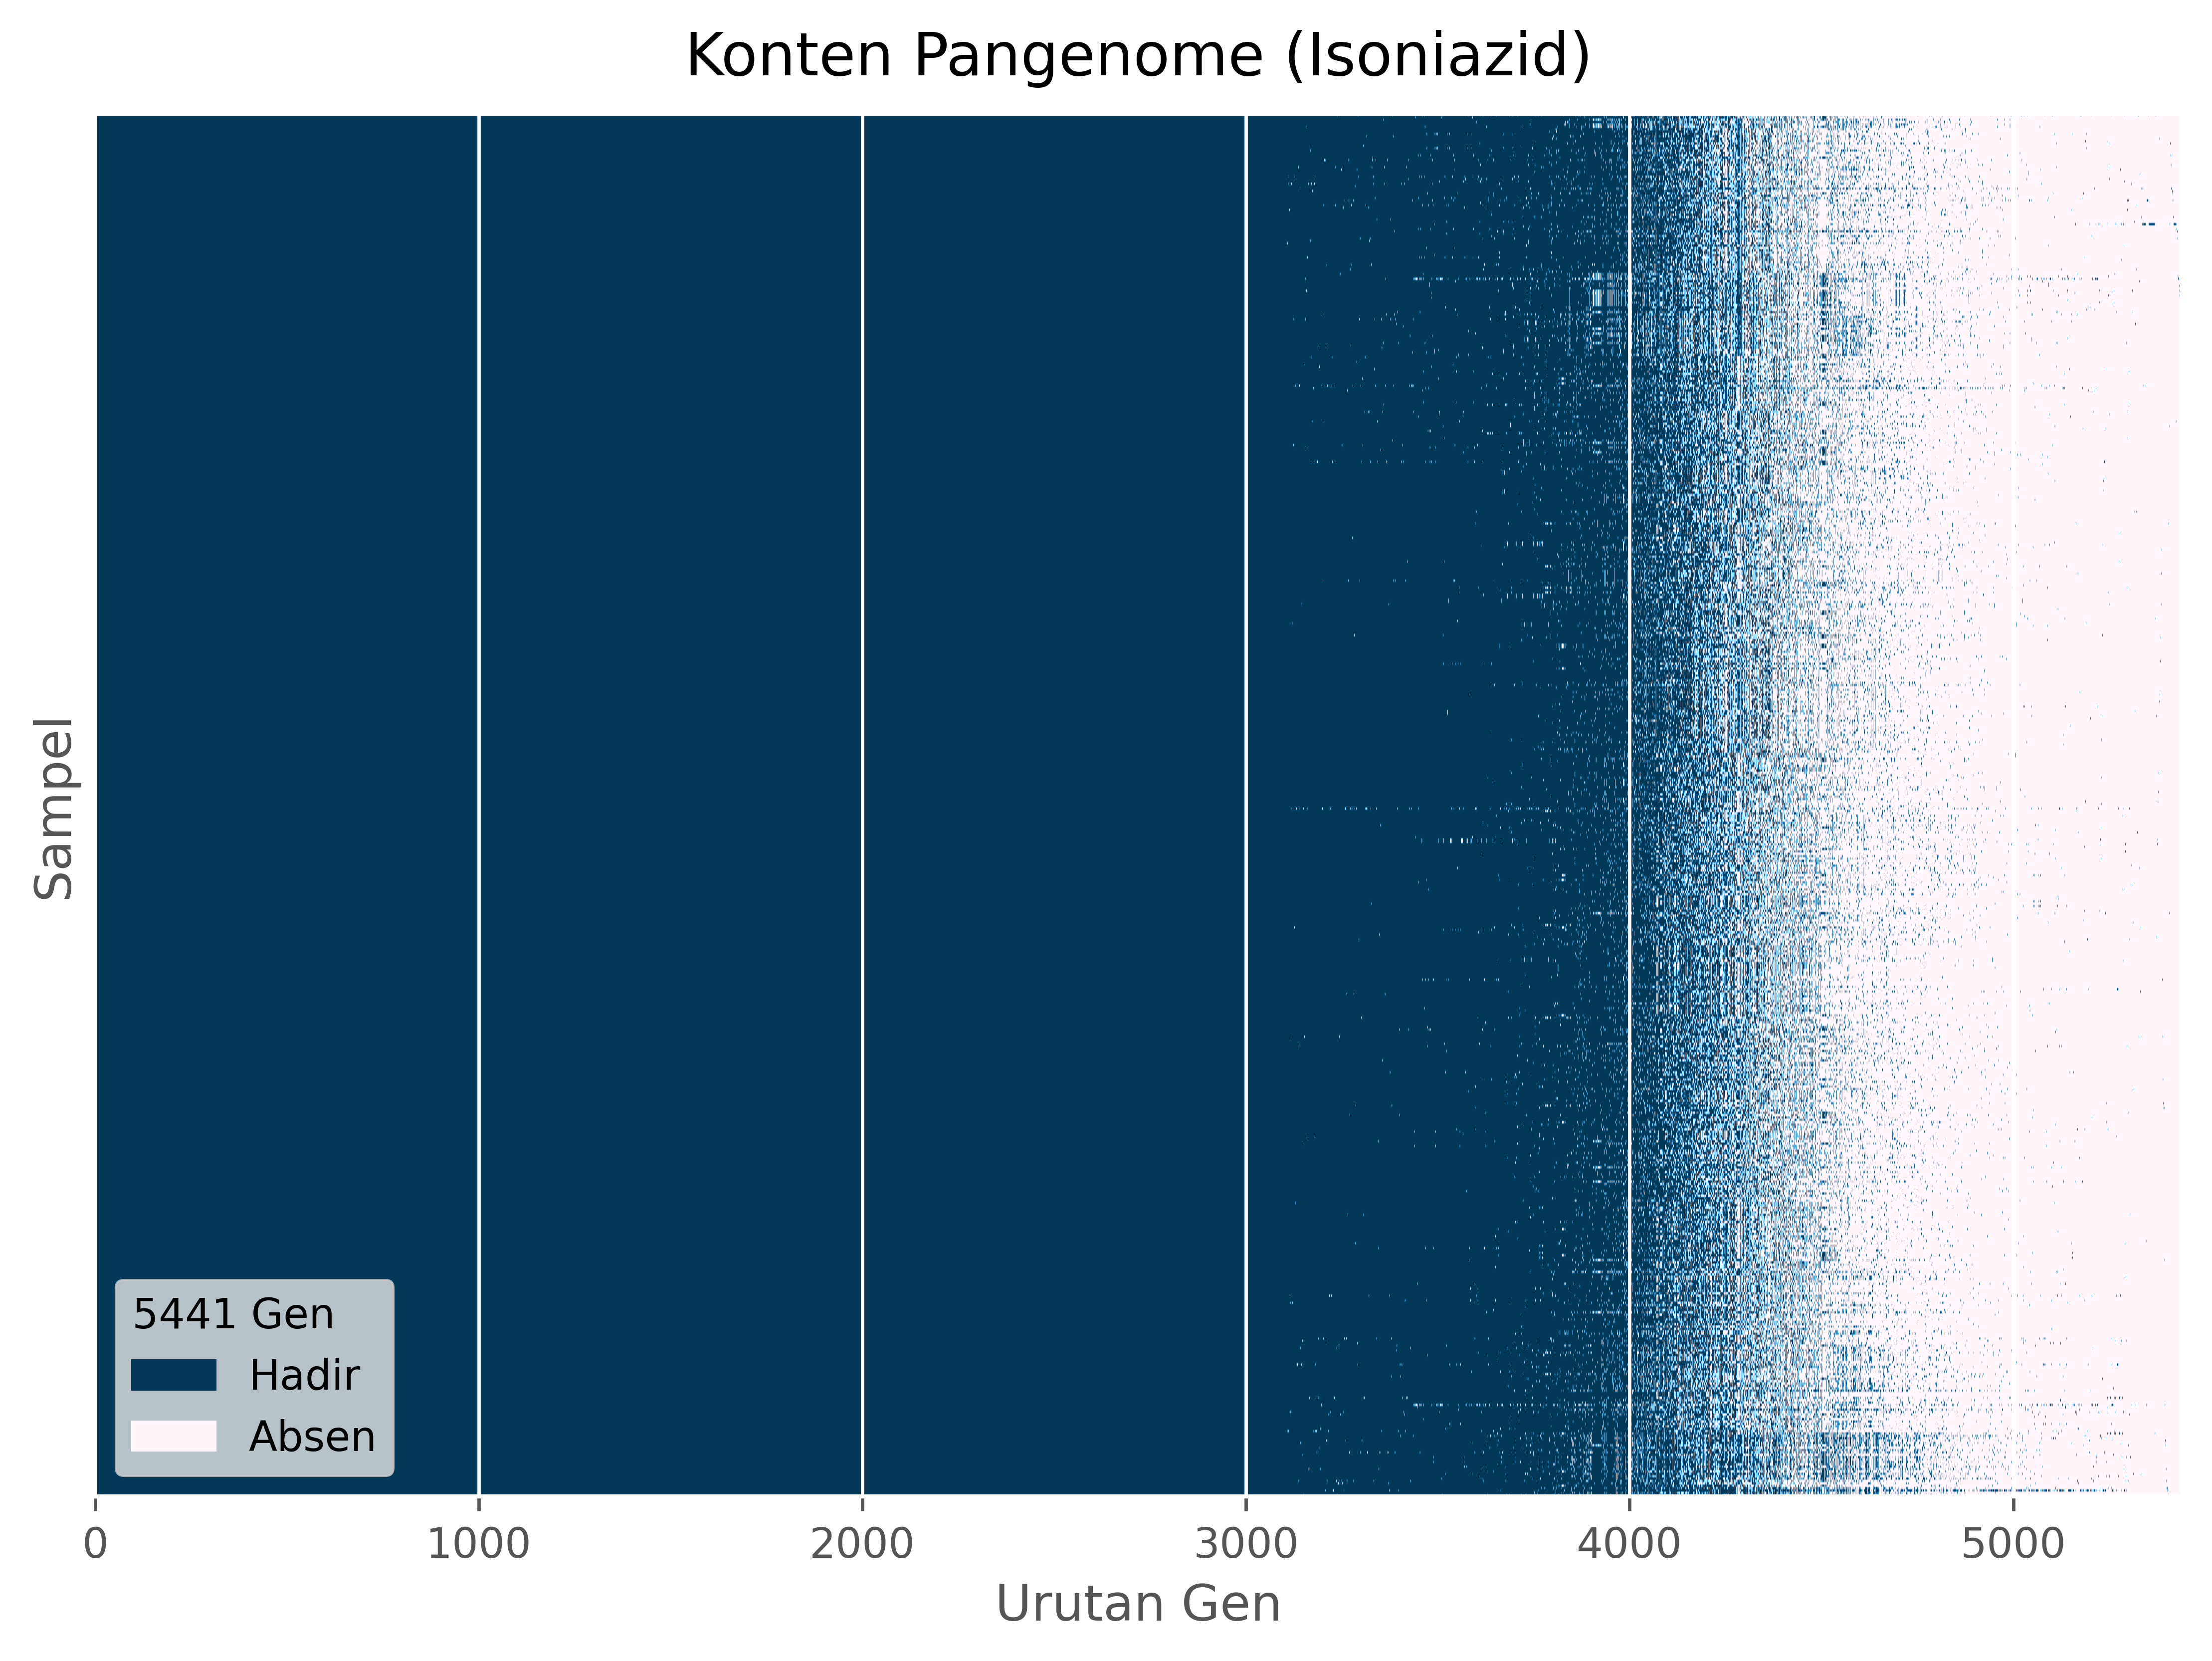 Konten Pangenome (Isoniazid)
Sampel
5441 Gen
Hadir
Absen
0 1000 2000 3000 4000 5000
Urutan Gen